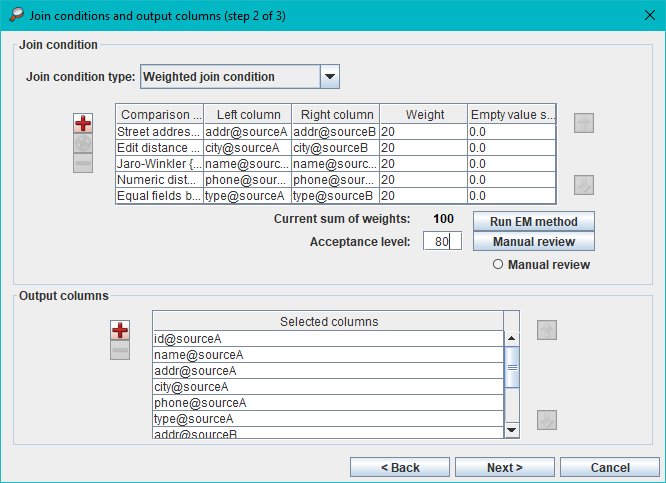 Join conditions and output columns (step 2 of 3)
Join condition
Join condition type: Weighted join condition
Comparison ... Left column Right column Weight Empty value s...
Street addres... addr@sourceA addr@sourceB 20 0.0
Edit distance ... city@sourceA city@sourceB 20 0.0
Jaro-Winkler {... name@sourc... name@sourc... 20 0.0
Numeric dist... phone@sour... phone@sour... 20 0.0
Equal fields b... type@sourceA type@sourceB 20 0.0
Current sum of weights: 100 Run EM method
Acceptance level: 80 Manual review
Manual review
Output columns
Selected columns
id@sourceA
name@sourceA
addr@sourceA
city@sourceA
phone@sourceA
type@sourceA
addr@sourceB
< Back Next > Cancel